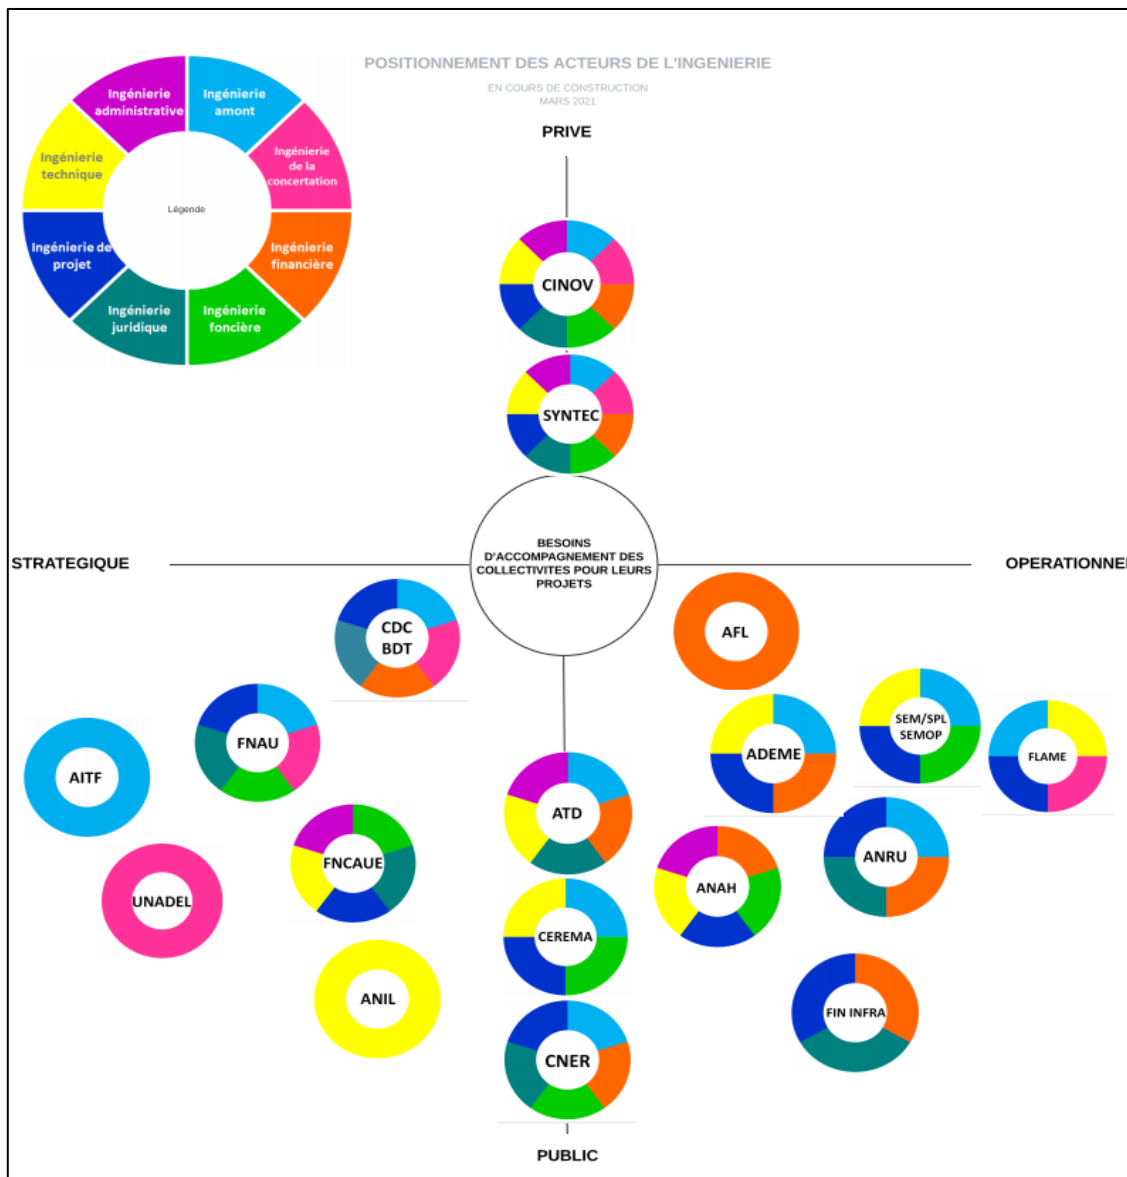 POSITIONNEMENT DES ACTEURS DE L'INGENIERIE
EN COURS DE CONSTRUCTION
MARS 2021
PRIVE
Ingénierie
administrative
Ingénierie
amont
Ingénierie
technique
Ingénierie
de la
concertation
Légende
Ingénierie de
projet
Ingénierie
financière
Ingénierie
juridique
Ingénierie
foncière
CINOV
SYNTEC
BESOINS
D'ACCOMPAGNEMENT DES
COLLECTIVITES POUR LEURS
PROJETS
STRATEGIQUE
OPERATIONNEL
CDC
BDT
AFL
FNAU
AITF
SEM/SPL
SEMOP
ADEME
FLAME
ATD
FNCAUE
ANRU
ANAH
UNADEL
CEREMA
ANIL
FIN INFRA
CNER
PUBLIC